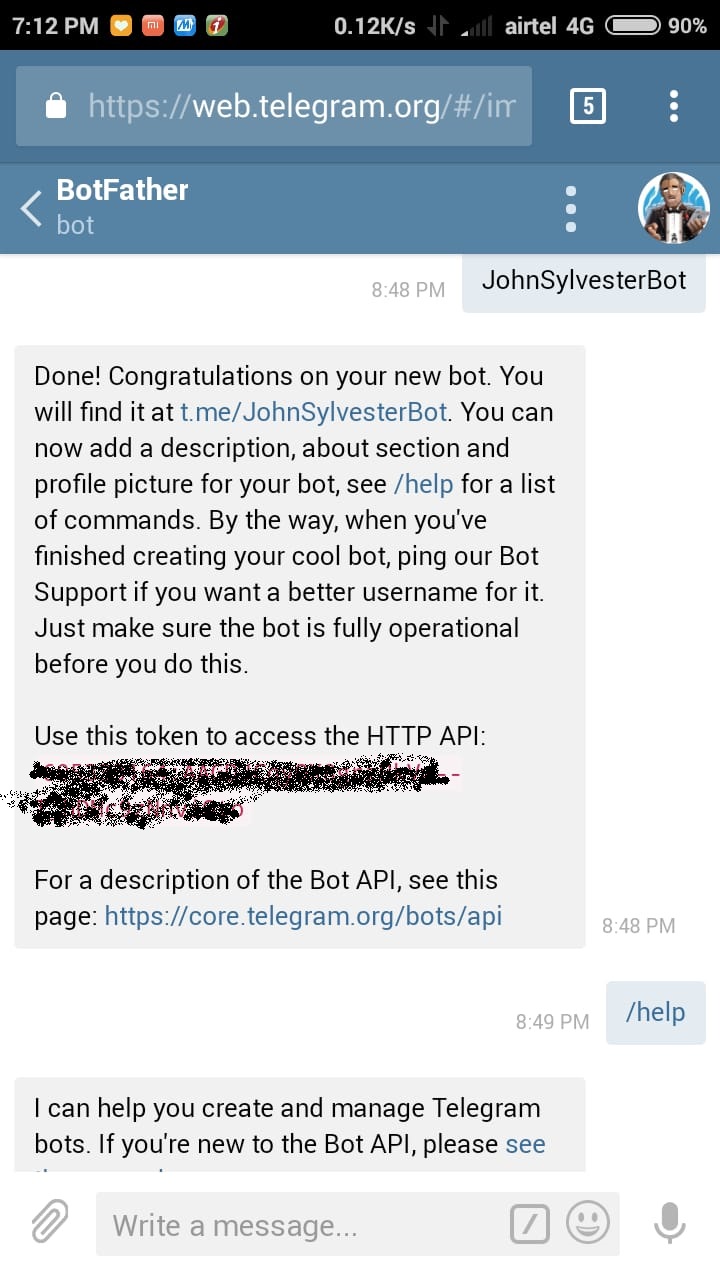 7:12 PM
0.12K/s airtel 4G 90%
https://web.telegram.org/#/im
5
BotFather
bot
8:48 PM
JohnSylvesterBot
Done! Congratulations on your new bot. You
will find it at t.me/JohnSylvesterBot. You can
now add a description, about section and
profile picture for your bot, see /help for a list
of commands. By the way, when you've
finished creating your cool bot, ping our Bot
Support if you want a better username for it.
Just make sure the bot is fully operational
before you do this.
Use this token to access the HTTP API:
For a description of the Bot API, see this
page: https://core.telegram.org/bots/api
8:48 PM
8:49 PM
/help
I can help you create and manage Telegram
bots. If you're new to the Bot API, please see
Write a message...